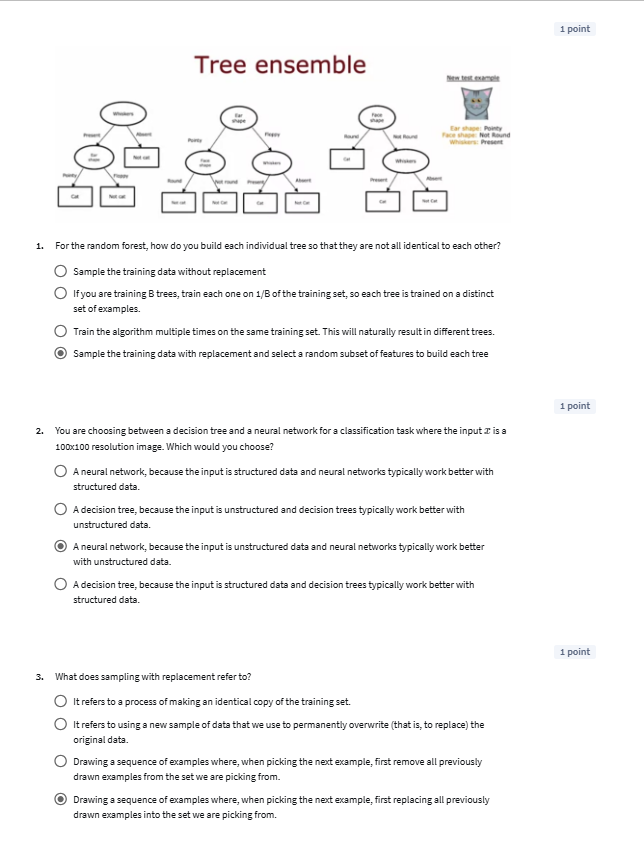 1 point
Tree ensemble
New test example
Whiskers
Ear shape
Face shape
Present
Absent
Pointy
Floppy
Round
Not Round
Ear shape: Pointy
Face shape: Not Round
Whiskers: Present
Ear shape
Not cat
Face shape
Whiskers
Cat
Whiskers
Pointy
Floppy
Round
Not round
Present
Absent
Present
Absent
Cat
Not cat
Not cat
Not Cat
Cat
Not Cat
Cat
Not Cat
1. For the random forest, how do you build each individual tree so that they are not all identical to each other?
Sample the training data without replacement
If you are training B trees, train each one on 1/B of the training set, so each tree is trained on a distinct
set of examples.
Train the algorithm multiple times on the same training set. This will naturally result in different trees.
Sample the training data with replacement and select a random subset of features to build each tree
1 point
2. You are choosing between a decision tree and a neural network for a classification task where the input x is a
100x100 resolution image. Which would you choose?
A neural network, because the input is structured data and neural networks typically work better with
structured data.
A decision tree, because the input is unstructured and decision trees typically work better with
unstructured data.
A neural network, because the input is unstructured data and neural networks typically work better
with unstructured data.
A decision tree, because the input is structured data and decision trees typically work better with
structured data.
1 point
3. What does sampling with replacement refer to?
It refers to a process of making an identical copy of the training set.
It refers to using a new sample of data that we use to permanently overwrite (that is, to replace) the
original data.
Drawing a sequence of examples where, when picking the next example, first remove all previously
drawn examples from the set we are picking from.
Drawing a sequence of examples where, when picking the next example, first replacing all previously
drawn examples into the set we are picking from.